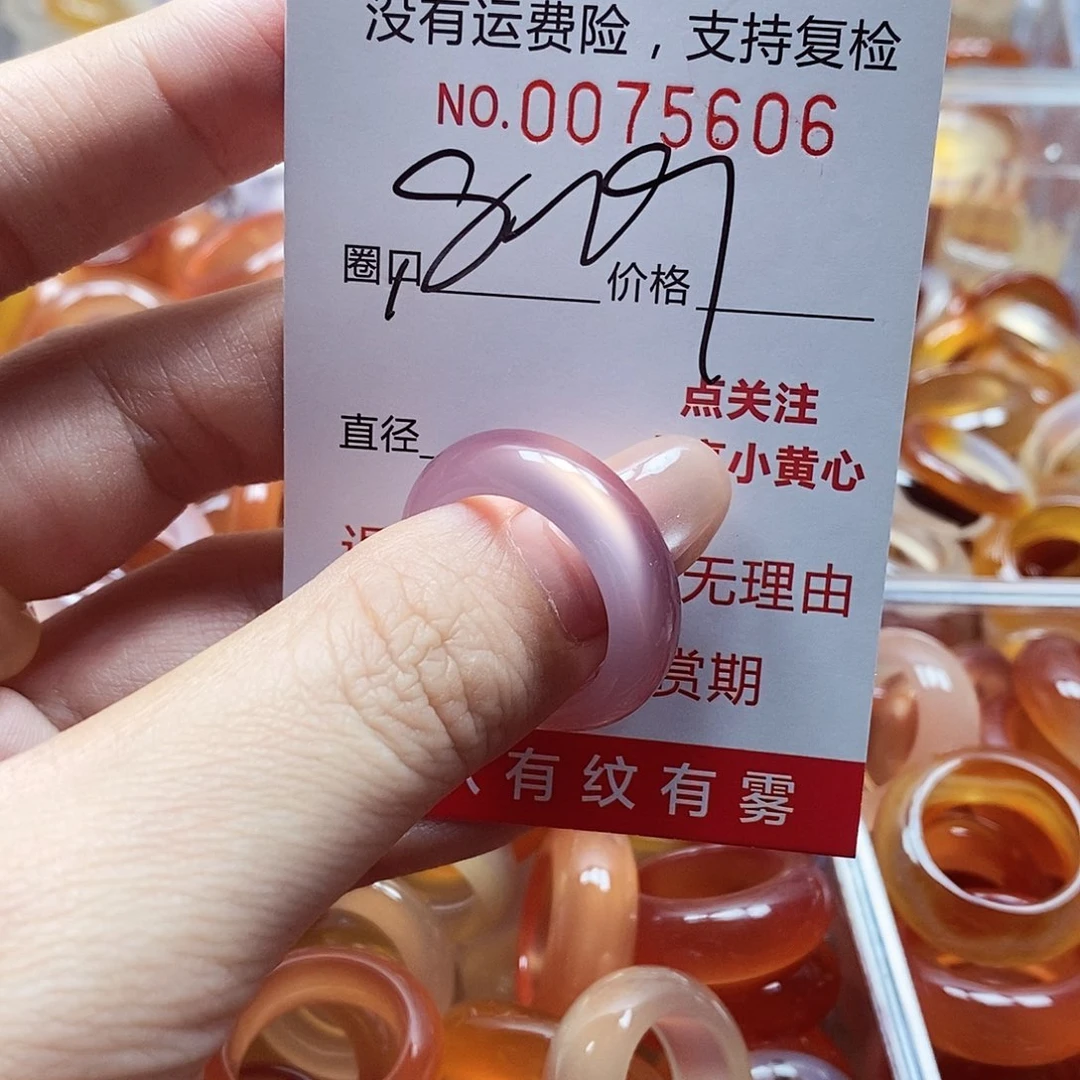 没有运费险，支持复检
NO.0075606
圈口 价格
点关注
直径
小黄心
无理由
赏期
有纹有雾